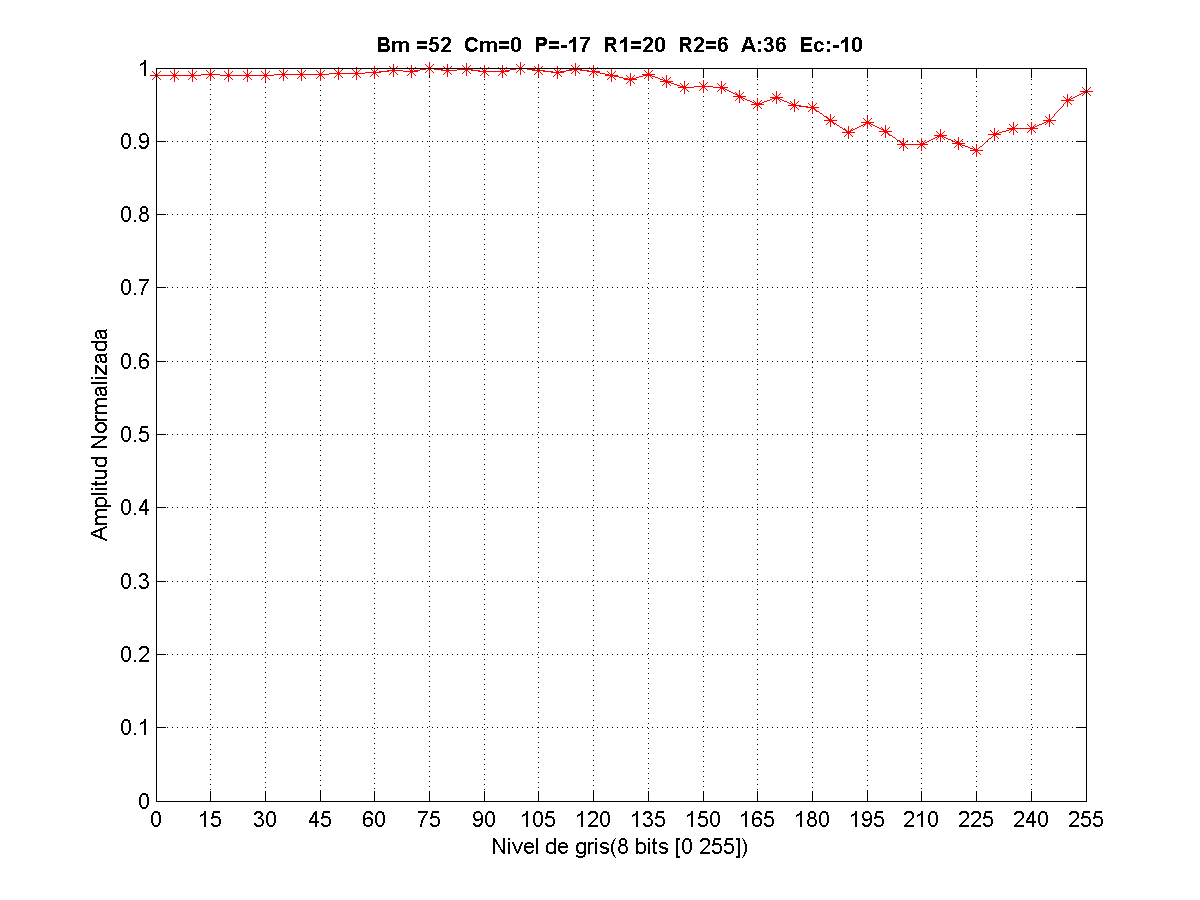 Bm =52  Cm=0  P=-17  R1=20  R2=6  A:36  Ec:-10
1
0.9
0.8
0.7
0.6
0.5
0.4
0.3
0.2
0.1
0
Amplitud Normalizada
0 15 30 45 60 75 90 105 120 135 150 165 180 195 210 225 240 255
Nivel de gris(8 bits [0 255])